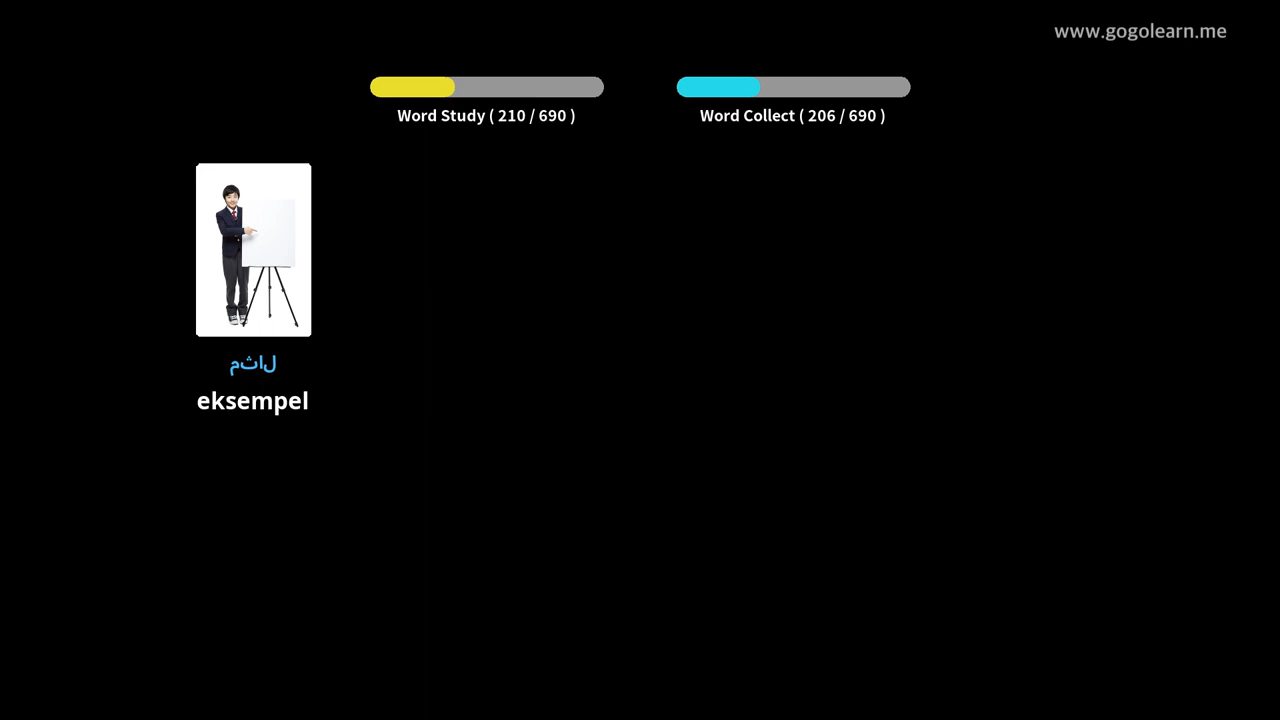 www.gogolearn.me
Word Study ( 210 / 690 )
Word Collect ( 206 / 690 )
مثال
eksempel